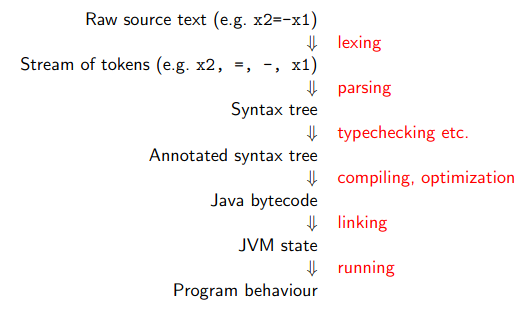 Raw source text (e.g. x2=-x1)
⇓ lexing
Stream of tokens (e.g. x2, =, -, x1)
⇓ parsing
Syntax tree
⇓ typechecking etc.
Annotated syntax tree
⇓ compiling, optimization
Java bytecode
⇓ linking
JVM state
⇓ running
Program behaviour